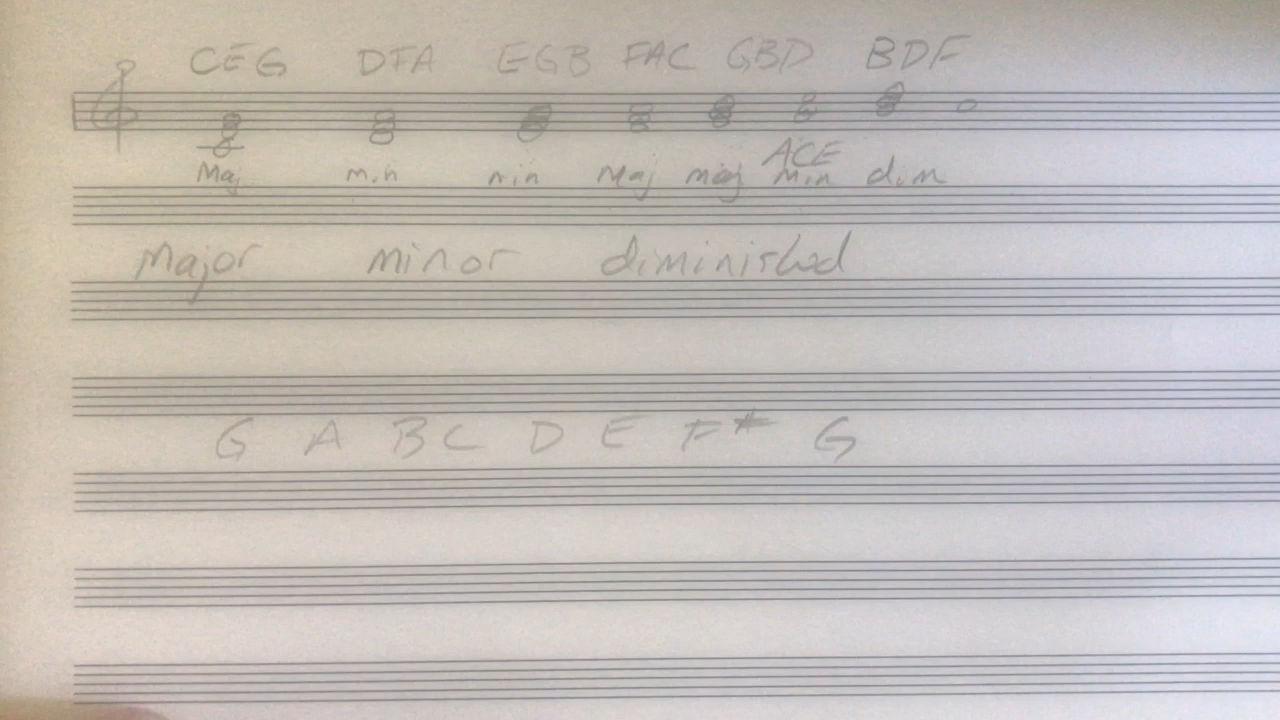 CEG DFA EGB FAC GBD BDF
ACE
Maj min min Maj maj min dim
Major minor diminished
G A B C D E F# G